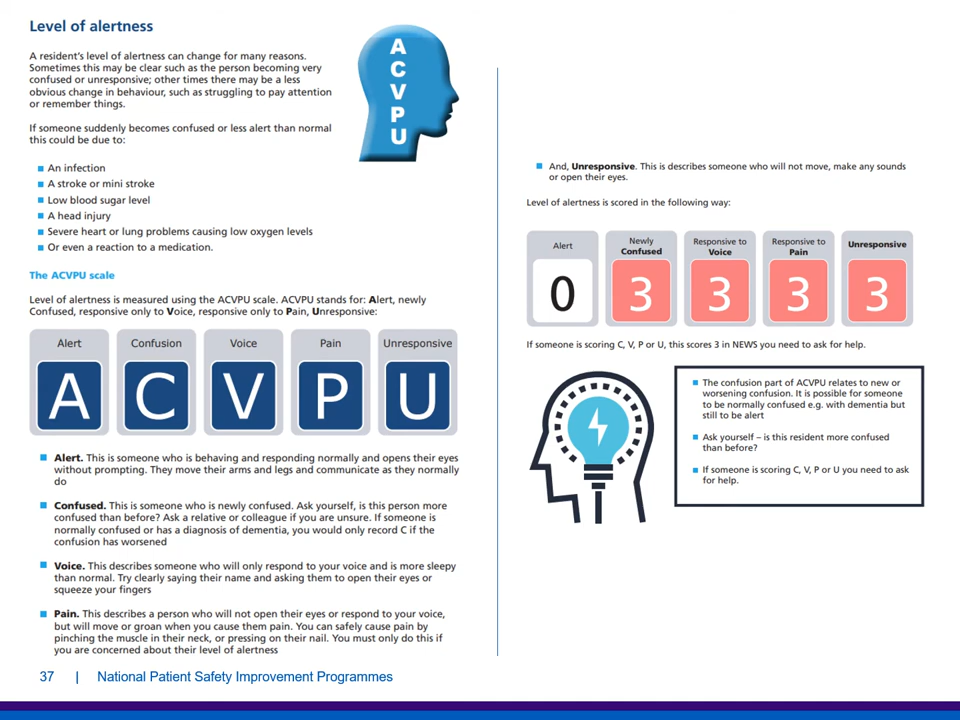 Level of alertness
A resident's level of alertness can change for many reasons.
Sometimes this may be clear such as the person becoming very
confused or unresponsive; other times there may be a less
obvious change in behaviour, such as struggling to pay attention
or remember things.
If someone suddenly becomes confused or less alert than normal
this could be due to:
An infection
A stroke or mini stroke
Low blood sugar level
A head injury
Severe heart or lung problems causing low oxygen levels
Or even a reaction to a medication.
A
C
V
P
U
The ACVPU scale
Level of alertness is measured using the ACVPU scale. ACVPU stands for: Alert, newly
Confused, responsive only to Voice, responsive only to Pain, Unresponsive:
Alert Confusion Voice Pain Unresponsive
A C V P U
Alert. This is someone who is behaving and responding normally and opens their eyes
without prompting. They move their arms and legs and communicate as they normally
do
Confused. This is someone who is newly confused. Ask yourself, is this person more
confused than before? Ask a relative or colleague if you are unsure. If someone is
normally confused or has a diagnosis of dementia, you would only record C if the
confusion has worsened
Voice. This describes someone who will only respond to your voice and is more sleepy
than normal. Try clearly saying their name and asking them to open their eyes or
squeeze your fingers
Pain. This describes a person who will not open their eyes or respond to your voice,
but will move or groan when you cause them pain. You can safely cause pain by
pinching the muscle in their neck, or pressing on their nail. You must only do this if
you are concerned about their level of alertness
And, Unresponsive. This is describes someone who will not move, make any sounds
or open their eyes.
Level of alertness is scored in the following way:
Alert Newly Confused Responsive to Voice Responsive to Pain Unresponsive
0 3 3 3 3
If someone is scoring C, V, P or U, this scores 3 in NEWS you need to ask for help.
The confusion part of ACVPU relates to new or
worsening confusion. It is possible for someone
to be normally confused e.g. with dementia but
still to be alert
Ask yourself – is this resident more confused
than before?
If someone is scoring C, V, P or U you need to ask
for help.
37 | National Patient Safety Improvement Programmes